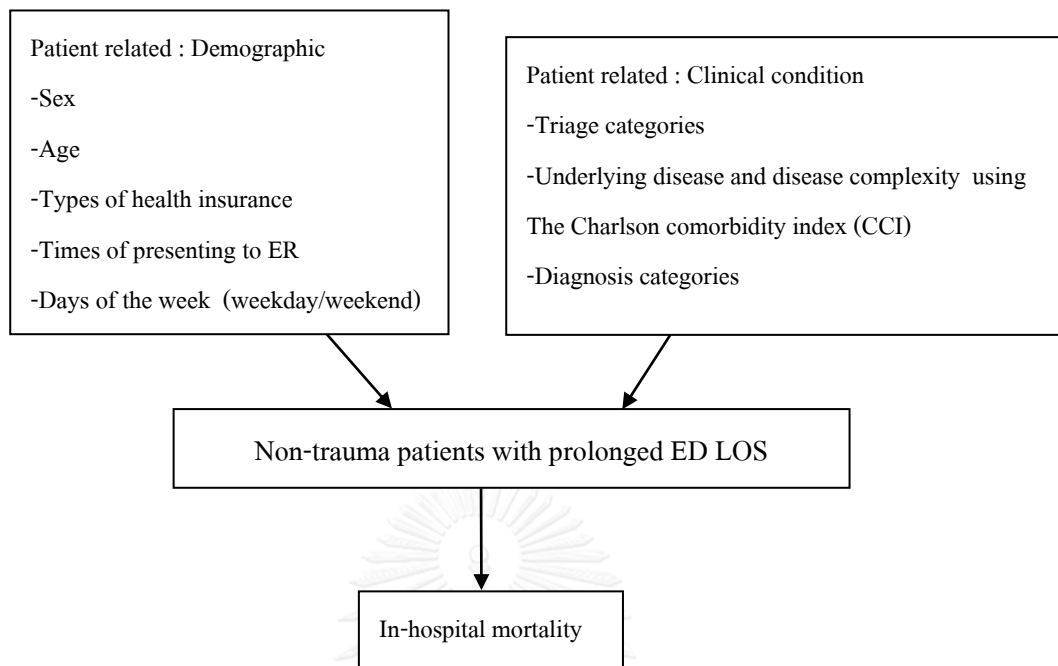 Patient related : Demographic
-Sex
-Age
-Types of health insurance
-Times of presenting to ER
-Days of the week (weekday/weekend)
Patient related : Clinical condition
-Triage categories
-Underlying disease and disease complexity using
The Charlson comorbidity index (CCI)
-Diagnosis categories
Non-trauma patients with prolonged ED LOS
In-hospital mortality